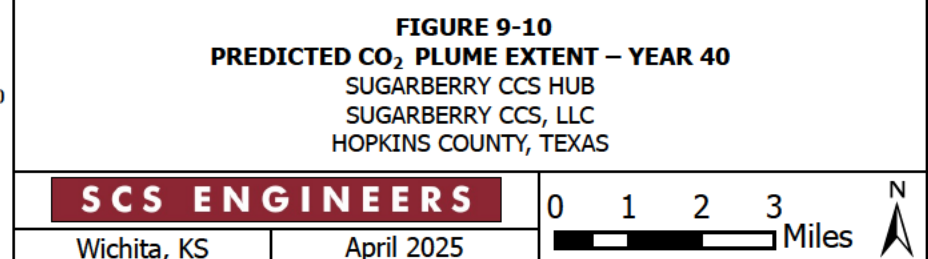 FIGURE 9-10
PREDICTED CO₂ PLUME EXTENT – YEAR 40
SUGARBERRY CCS HUB
SUGARBERRY CCS, LLC
HOPKINS COUNTY, TEXAS
SCS ENGINEERS
Wichita, KS
April 2025
0 1 2 3
Miles
N